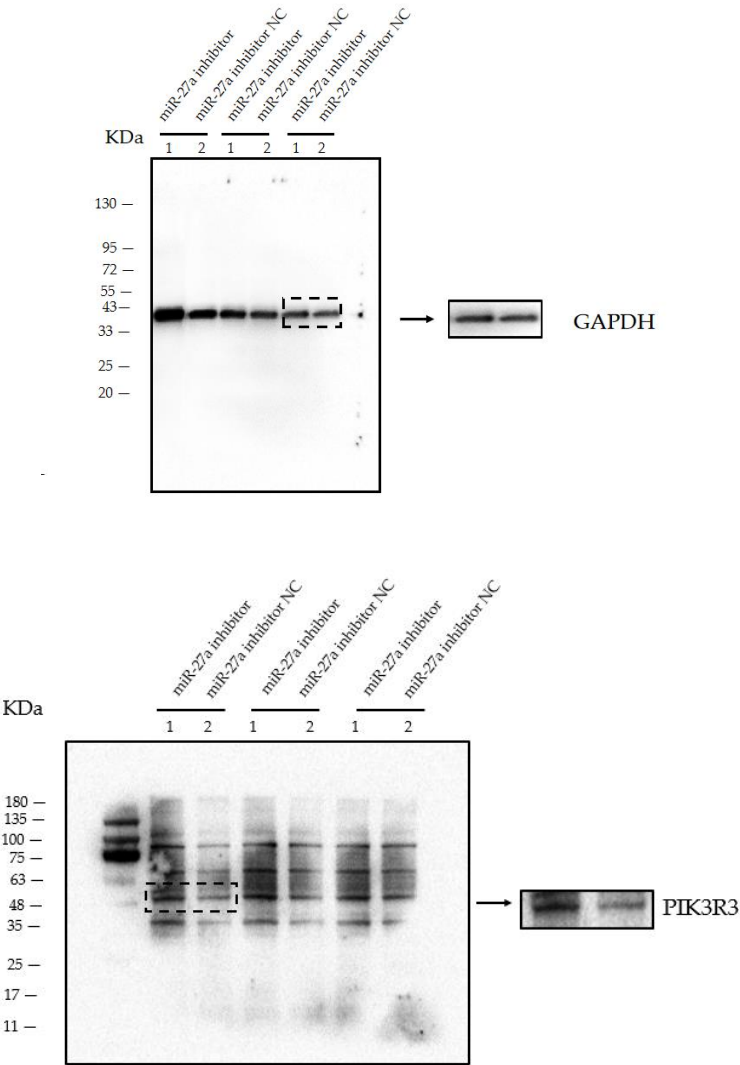 miR-27a inhibitor
miR-27a inhibitor NC
miR-27a inhibitor
miR-27a inhibitor NC
miR-27a inhibitor
miR-27a inhibitor NC
KDa
1 2 1 2 1 2
130 –
95 –
72 –
55 –
43–
33 –
25 –
20 –
GAPDH
-
miR-27a inhibitor
miR-27a inhibitor NC
miR-27a inhibitor
miR-27a inhibitor NC
miR-27a inhibitor
miR-27a inhibitor NC
KDa
1 2 1 2 1 2
180 –
135 –
100 –
75 –
63 –
48 –
35 –
25 –
17 –
11 –
PIK3R3